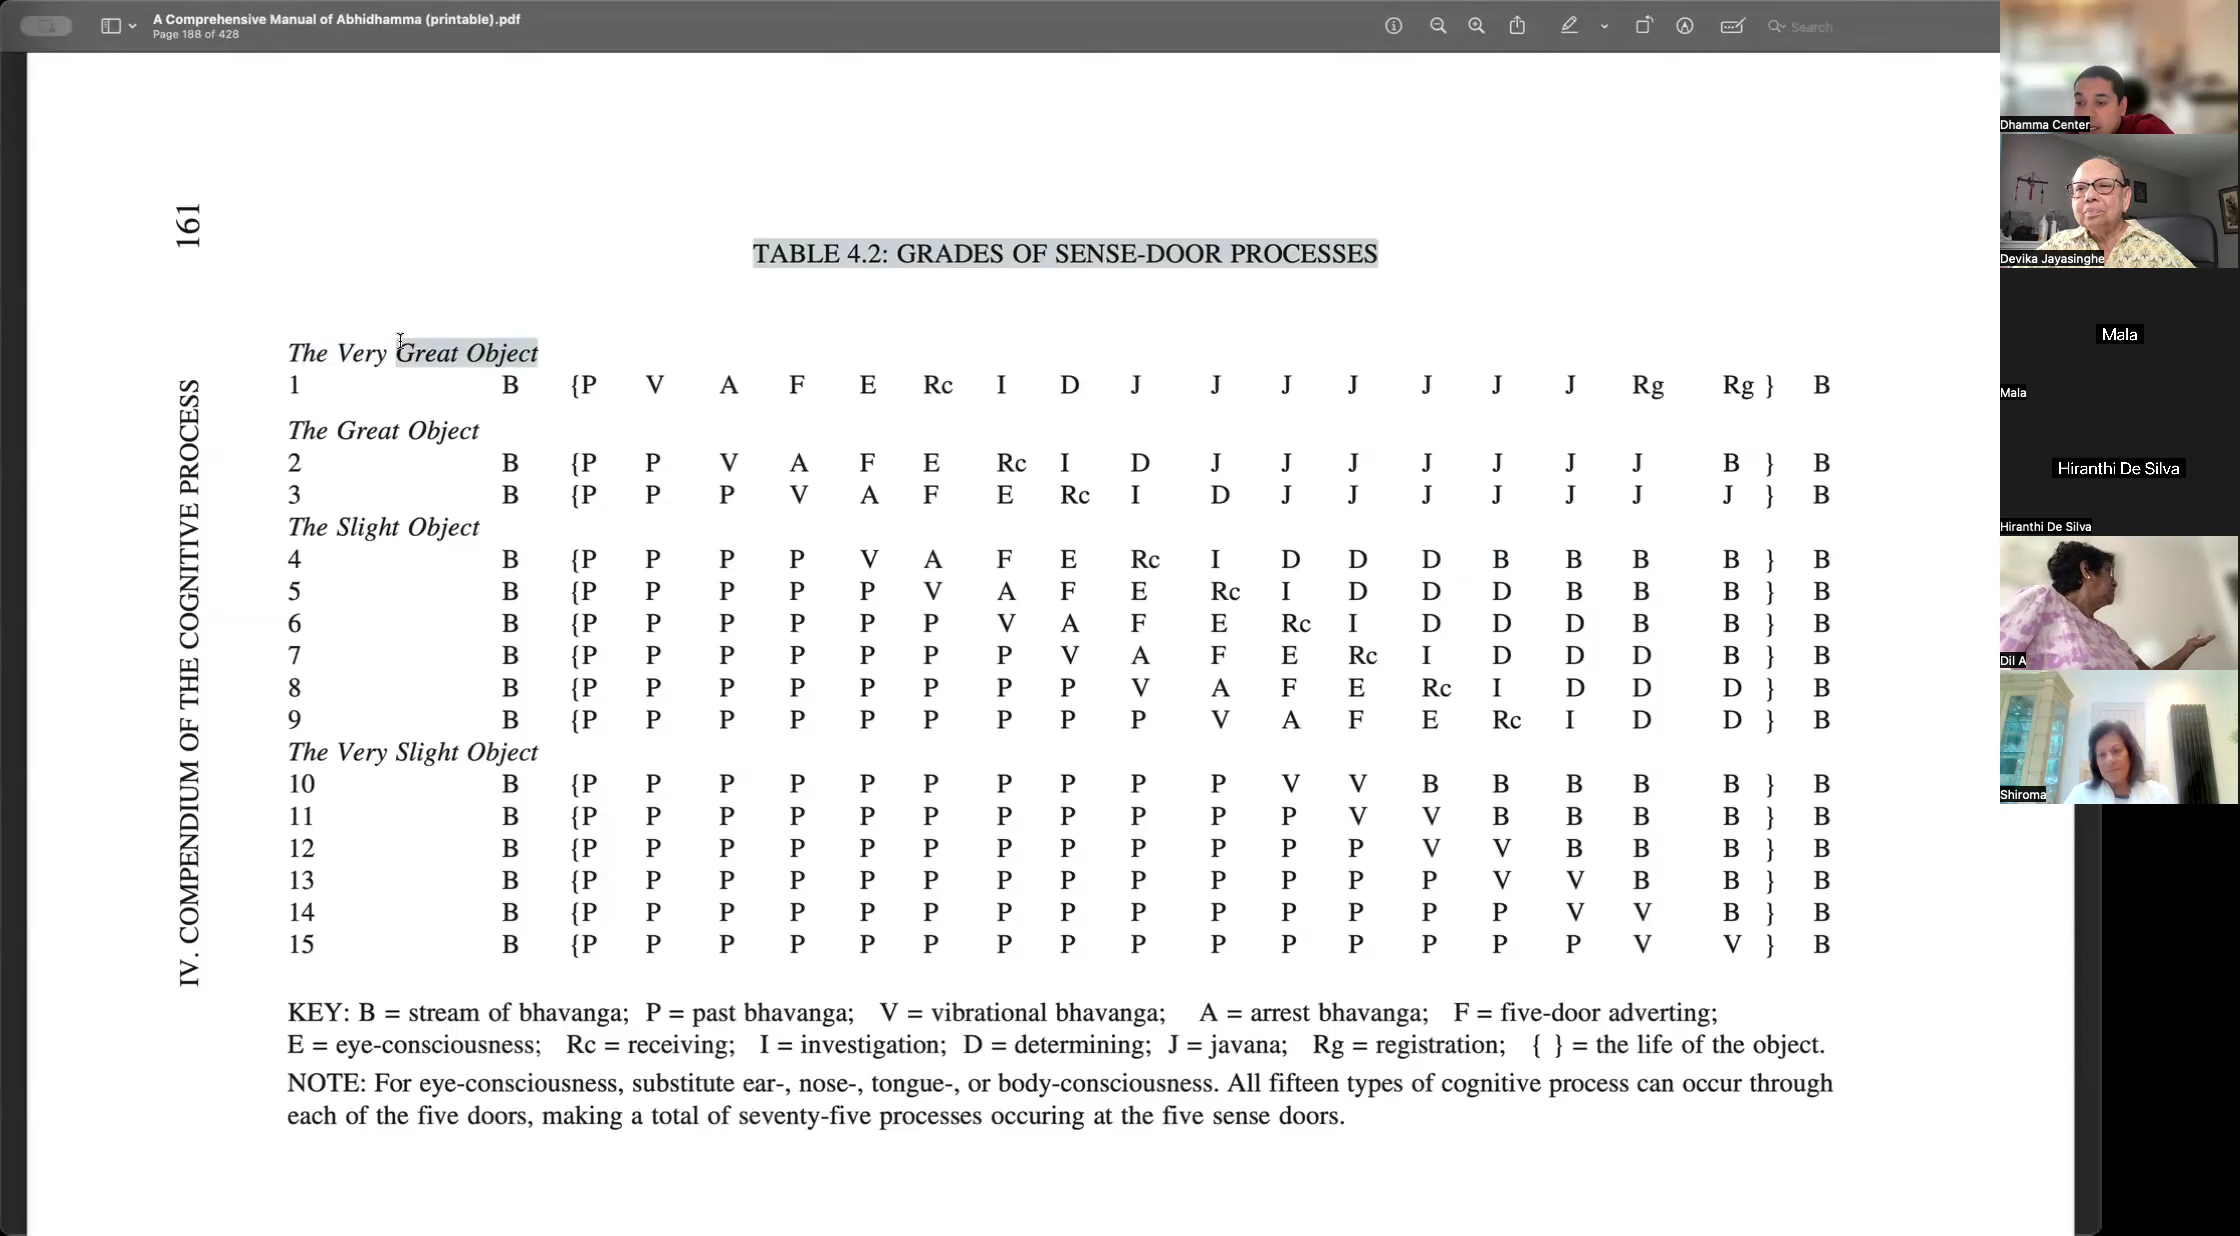 A Comprehensive Manual of Abhidhamma (printable).pdf
Page 188 of 428
Search
161
IV. COMPENDIUM OF THE COGNITIVE PROCESS
TABLE 4.2: GRADES OF SENSE-DOOR PROCESSES
The Very Great Object
1 B {P V A F E Rc I D J J J J J J J Rg Rg } B
The Great Object
2 B {P P V A F E Rc I D J J J J J J J B } B
3 B {P P P V A F E Rc I D J J J J J J J } B
The Slight Object
4 B {P P P P V A F E Rc I D D D B B B B } B
5 B {P P P P P V A F E Rc I D D D B B B } B
6 B {P P P P P P V A F E Rc I D D D B B } B
7 B {P P P P P P P V A F E Rc I D D D B } B
8 B {P P P P P P P P V A F E Rc I D D D } B
9 B {P P P P P P P P P V A F E Rc I D D } B
The Very Slight Object
10 B {P P P P P P P P P P V V B B B B B } B
11 B {P P P P P P P P P P P V V B B B B } B
12 B {P P P P P P P P P P P P V V B B B } B
13 B {P P P P P P P P P P P P P V V B B } B
14 B {P P P P P P P P P P P P P P V V B } B
15 B {P P P P P P P P P P P P P P P V V } B
KEY: B = stream of bhavanga; P = past bhavanga; V = vibrational bhavanga; A = arrest bhavanga; F = five-door adverting;
E = eye-consciousness; Rc = receiving; I = investigation; D = determining; J = javana; Rg = registration; { } = the life of the object.
NOTE: For eye-consciousness, substitute ear-, nose-, tongue-, or body-consciousness. All fifteen types of cognitive process can occur through
each of the five doors, making a total of seventy-five processes occuring at the five sense doors.
Dhamma Center
Devika Jayasinghe
Mala
Mala
Hiranthi De Silva
Hiranthi De Silva
Dil A
Shiroma